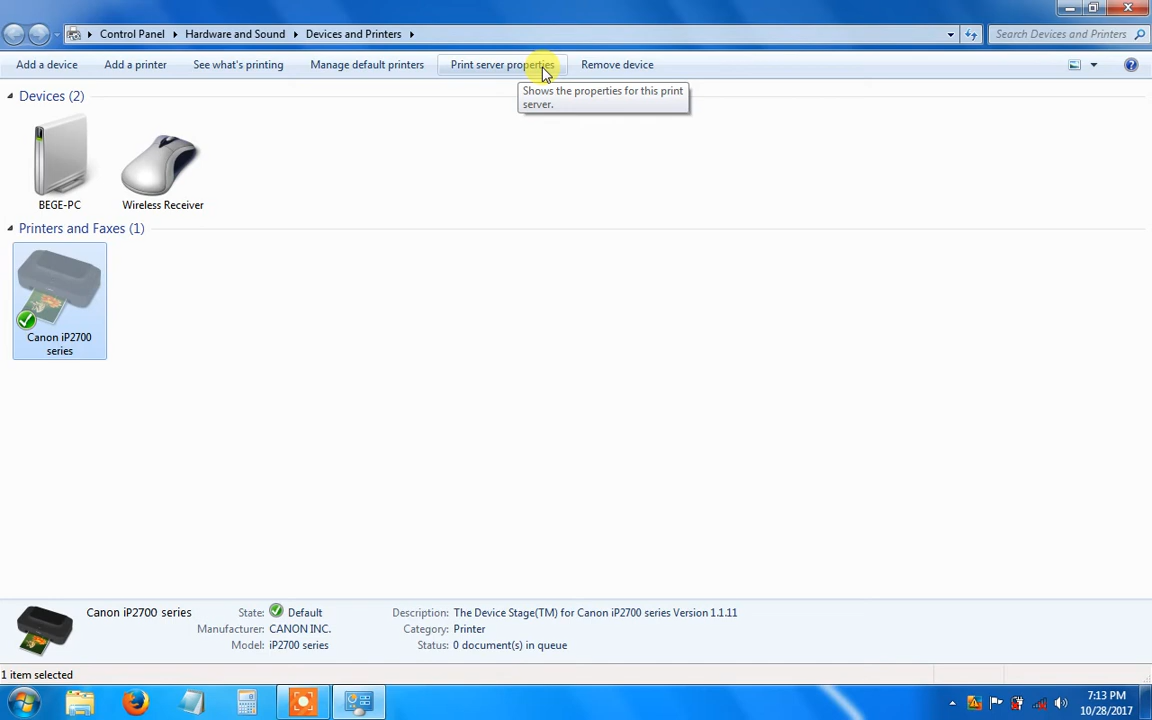 Control Panel Hardware and Sound Devices and Printers Search Devices and Printers
Add a device Add a printer See what's printing Manage default printers Print server properties Remove device
Shows the properties for this print
server.
Devices (2)
BEGE-PC Wireless Receiver
Printers and Faxes (1)
Canon iP2700
series
Canon iP2700 series State: Default Description: The Device Stage(TM) for Canon iP2700 series Version 1.1.11
Manufacturer: CANON INC. Category: Printer
Model: iP2700 series Status: 0 document(s) in queue
1 item selected
7:13 PM
10/28/2017